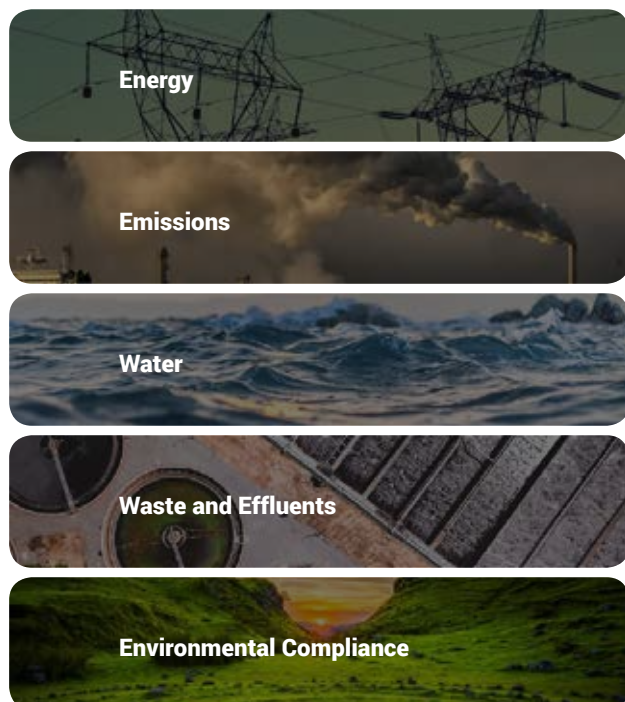 Energy
Emissions
Water
Waste and Effluents
Environmental Compliance